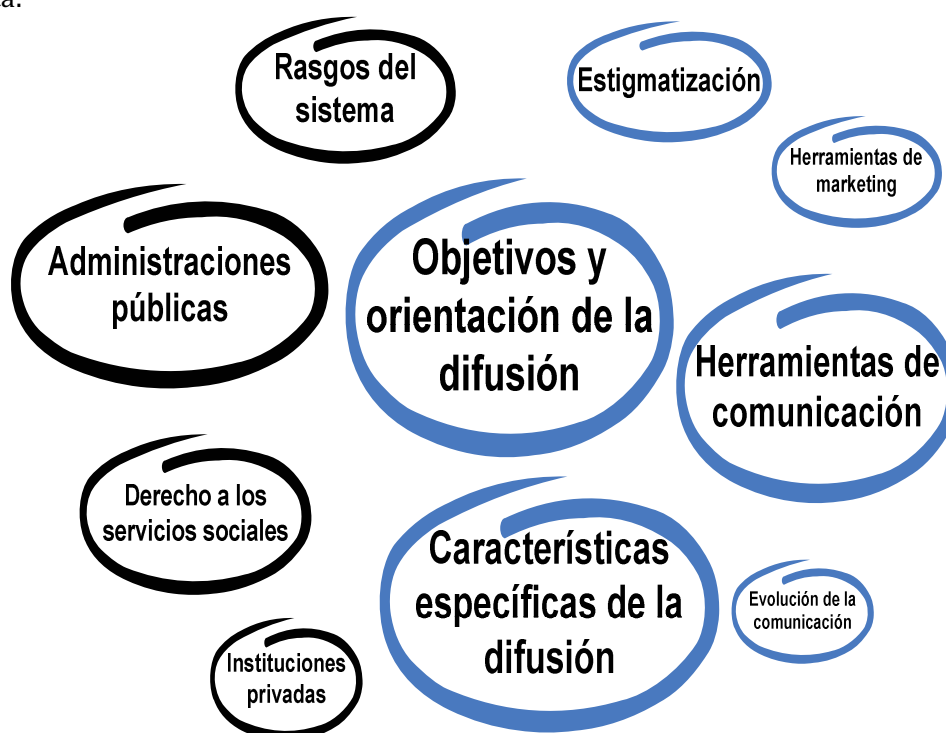 Rasgos del
sistema
Estigmatización
Herramientas de
marketing
Administraciones
públicas
Objetivos y
orientación de la
difusión
Herramientas de
comunicación
Derecho a los
servicios sociales
Características
específicas de la
difusión
Evolución de la
comunicación
Instituciones
privadas